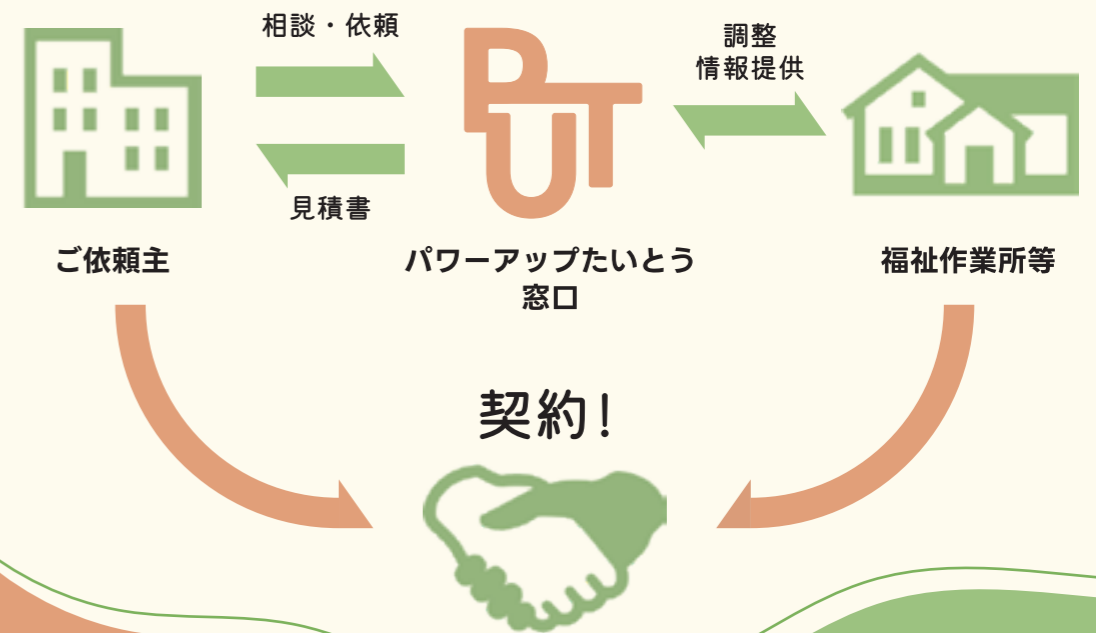 相談・依頼
調整
情報提供
PUT
見積書
ご依頼主
パワーアップたいとう
窓口
福祉作業所等
契約!